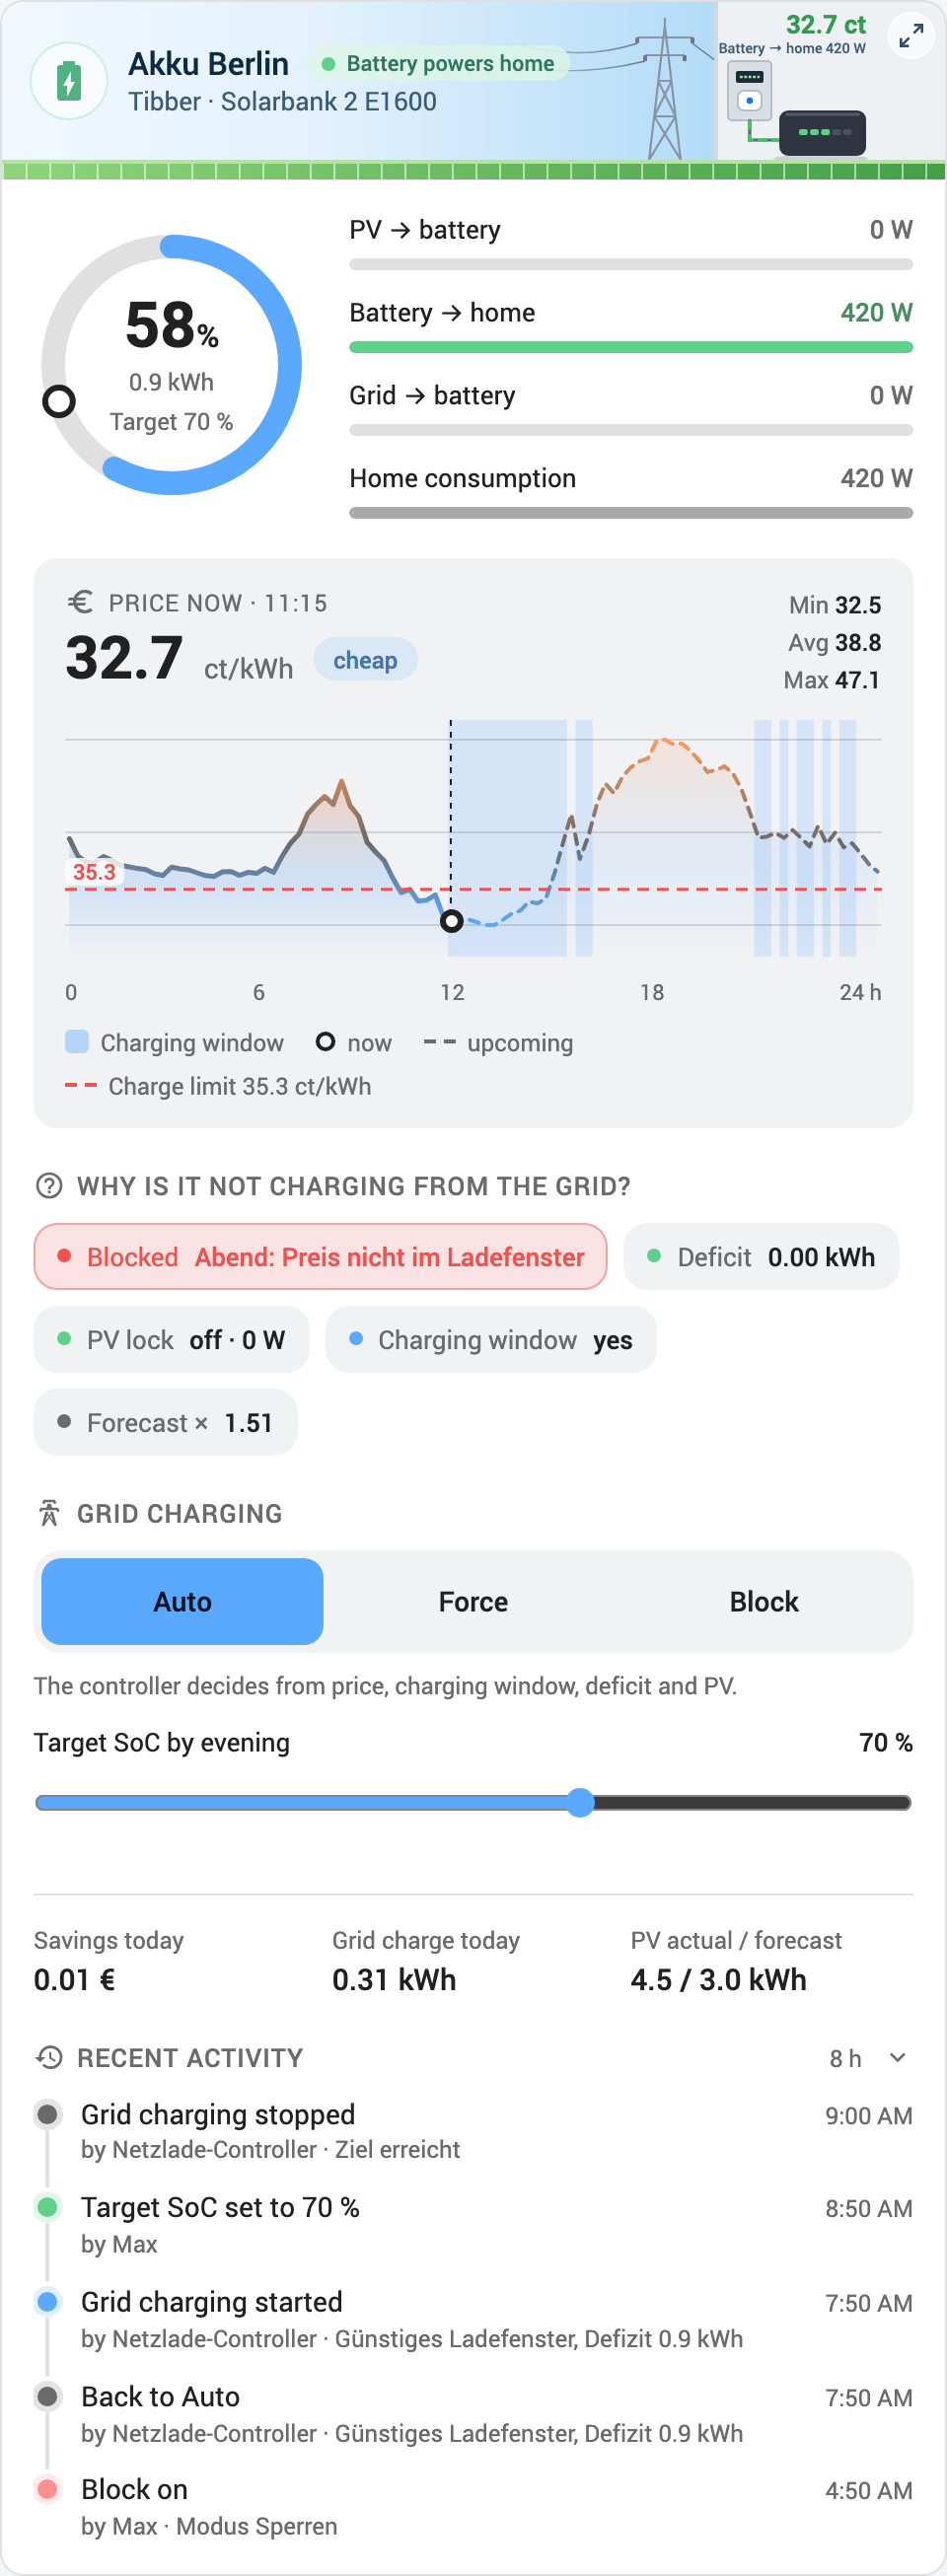 Akku Berlin
Battery powers home
Tibber · Solarbank 2 E1600
32.7 ct
Battery → home 420 W
58%
0.9 kWh
Target 70 %
PV → battery 0 W
Battery → home 420 W
Grid → battery 0 W
Home consumption 420 W
PRICE NOW · 11:15
32.7 ct/kWh cheap
Min 32.5
Avg 38.8
Max 47.1
35.3
0 6 12 18 24 h
Charging window now upcoming
Charge limit 35.3 ct/kWh
WHY IS IT NOT CHARGING FROM THE GRID?
Blocked Abend: Preis nicht im Ladefenster Deficit 0.00 kWh
PV lock off · 0 W Charging window yes
Forecast × 1.51
GRID CHARGING
Auto Force Block
The controller decides from price, charging window, deficit and PV.
Target SoC by evening 70 %
Savings today Grid charge today PV actual / forecast
0.01 € 0.31 kWh 4.5 / 3.0 kWh
RECENT ACTIVITY 8 h
Grid charging stopped 9:00 AM
by Netzlade-Controller · Ziel erreicht
Target SoC set to 70 % 8:50 AM
by Max
Grid charging started 7:50 AM
by Netzlade-Controller · Günstiges Ladefenster, Defizit 0.9 kWh
Back to Auto 7:50 AM
by Netzlade-Controller · Günstiges Ladefenster, Defizit 0.9 kWh
Block on 4:50 AM
by Max · Modus Sperren